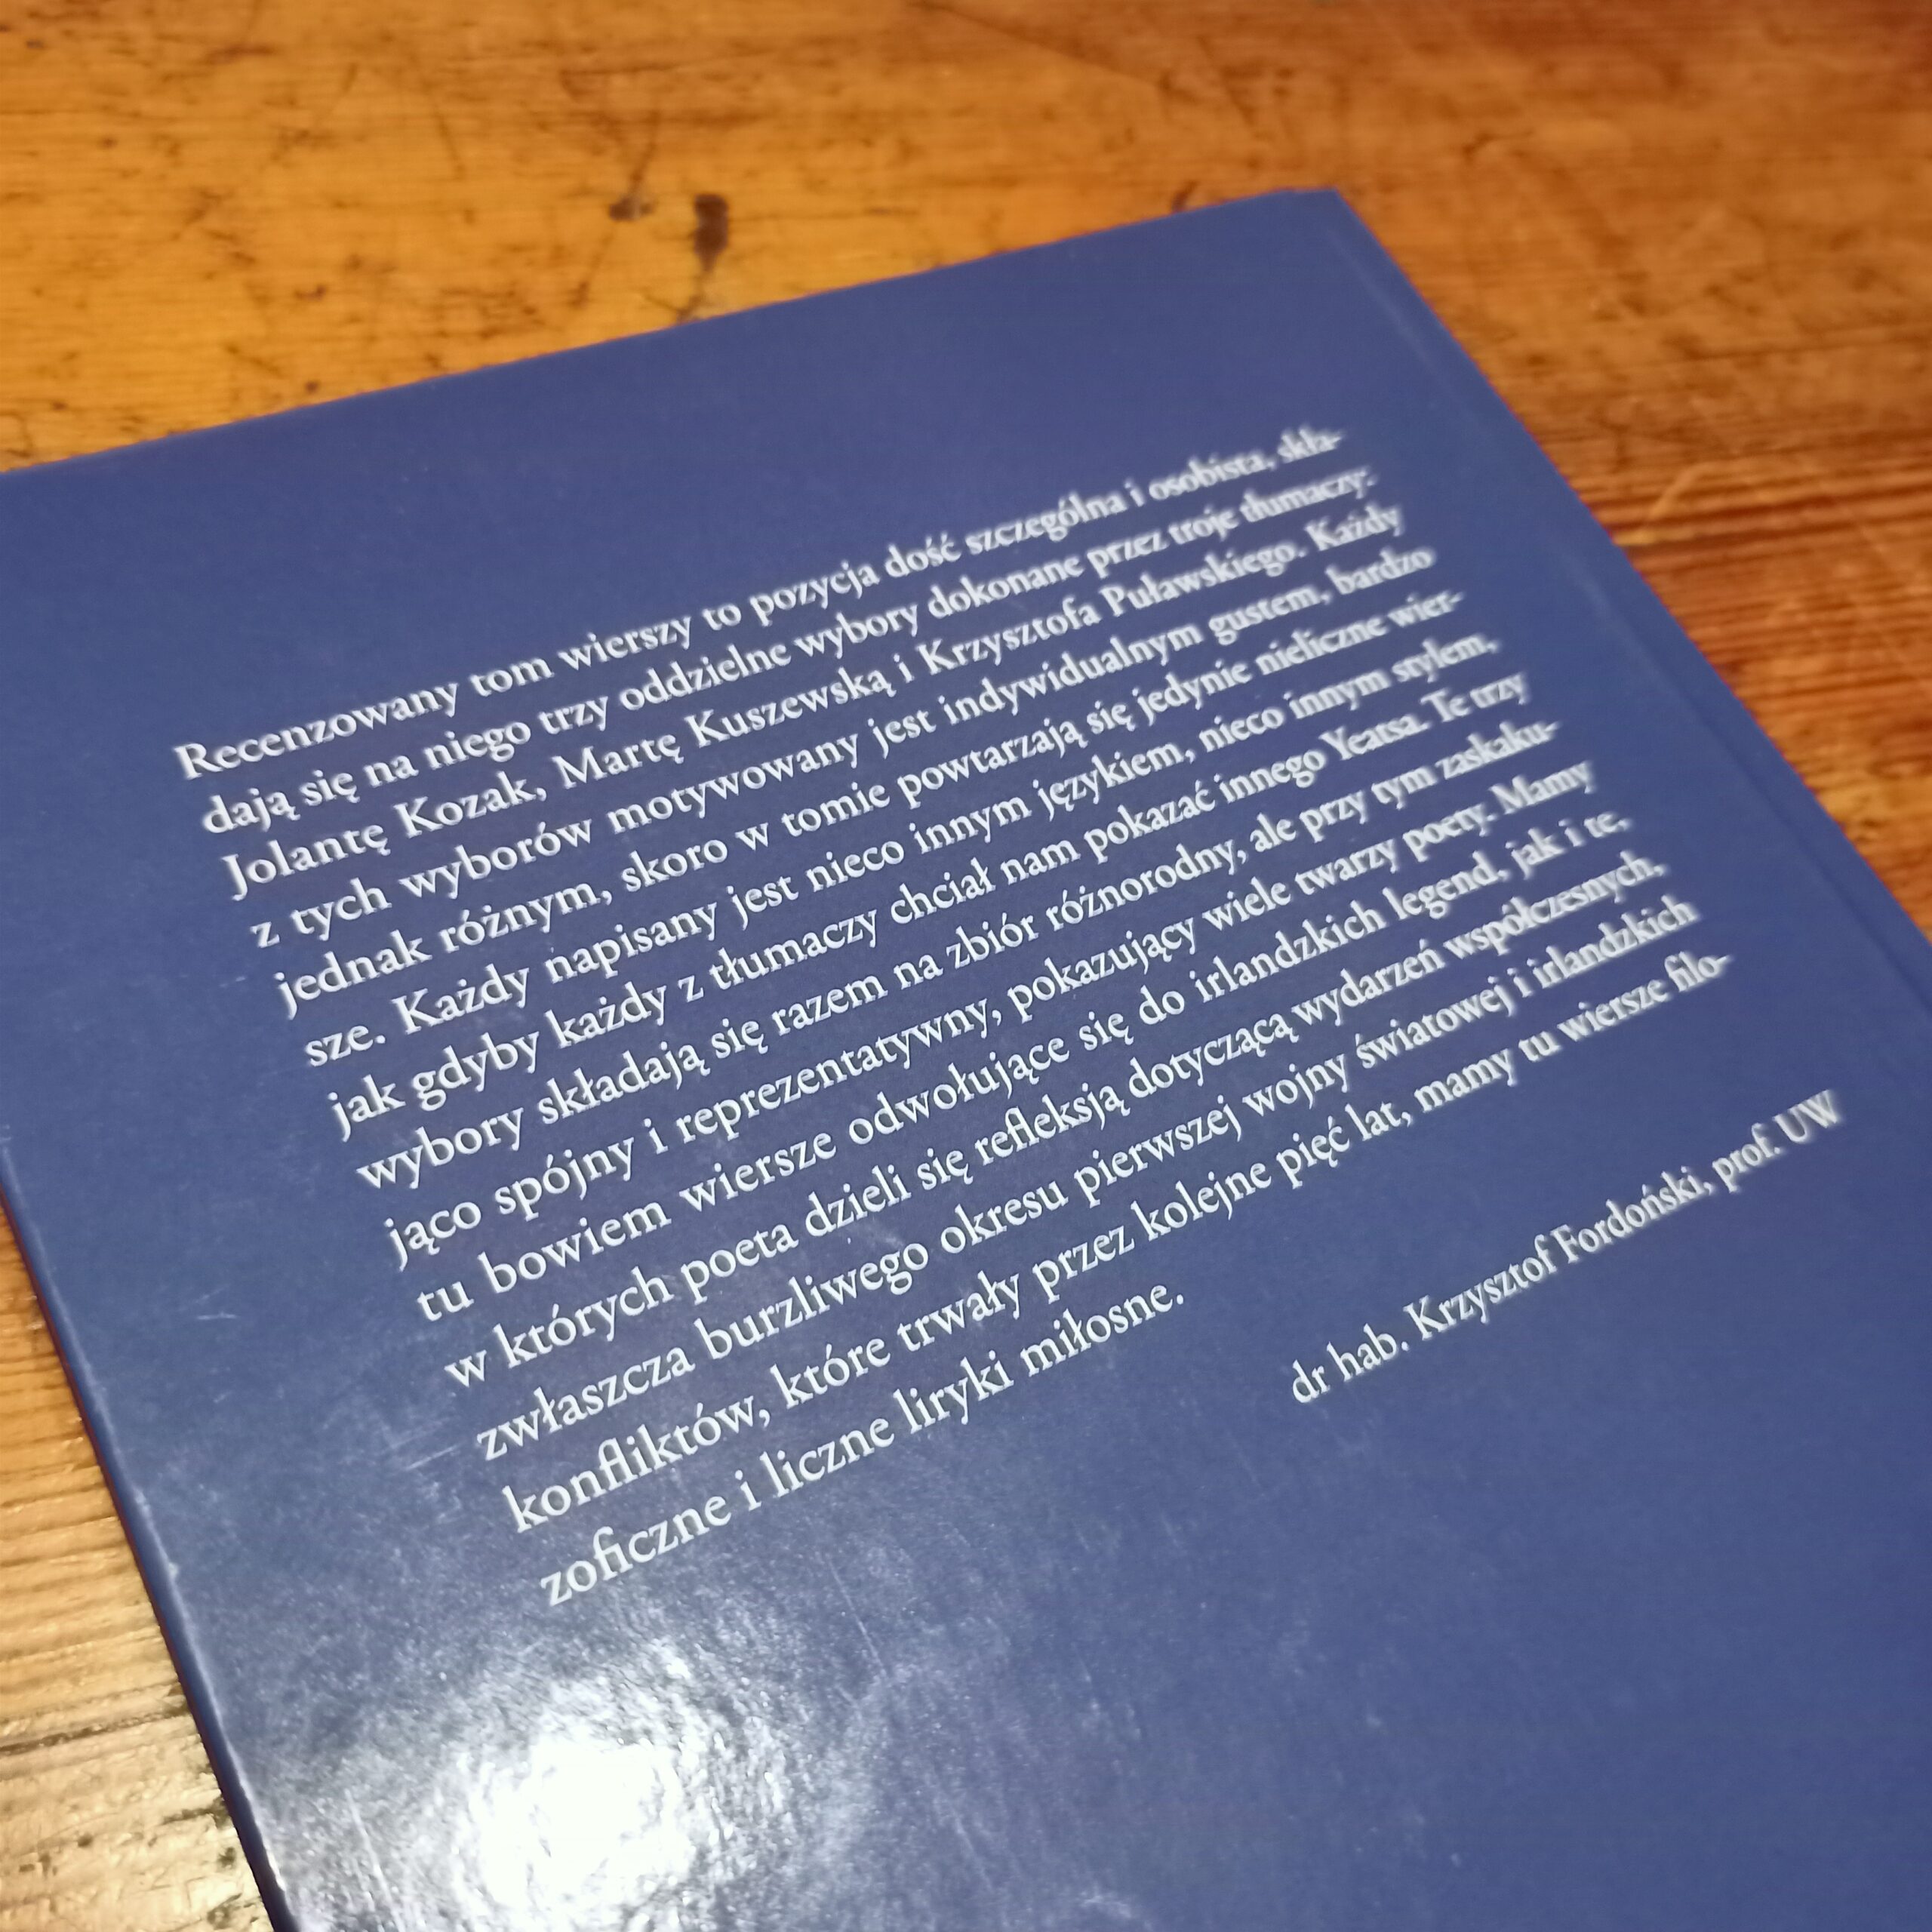 Recenzowany tom wierszy to pozycja dość szczególna i osobista, skła-
dają się na niego trzy oddzielne wybory dokonane przez troje tłumaczy:
Jolantę Kozak, Martę Kuszewską i Krzysztofa Puławskiego. Każdy
z tych wyborów motywowany jest indywidualnym gustem, bardzo
jednak różnym, skoro w tomie powtarzają się jedynie nieliczne wier-
sze. Każdy napisany jest nieco innym językiem, nieco innym stylem,
jak gdyby każdy z tłumaczy chciał nam pokazać innego Yeatsa. Te trzy
wybory składają się razem na zbiór różnorodny, ale przy tym zaskaku-
jąco spójny i reprezentatywny, pokazujący wiele twarzy poety. Mamy
tu bowiem wiersze odwołujące się do irlandzkich legend, jak i te,
w których poeta dzieli się refleksją dotyczącą wydarzeń współczesnych,
zwłaszcza burzliwego okresu pierwszej wojny światowej i irlandzkich
konfliktów, które trwały przez kolejne pięć lat, mamy tu wiersze filo-
zoficzne i liczne liryki miłosne.
dr hab. Krzysztof Fordoński, prof. UW